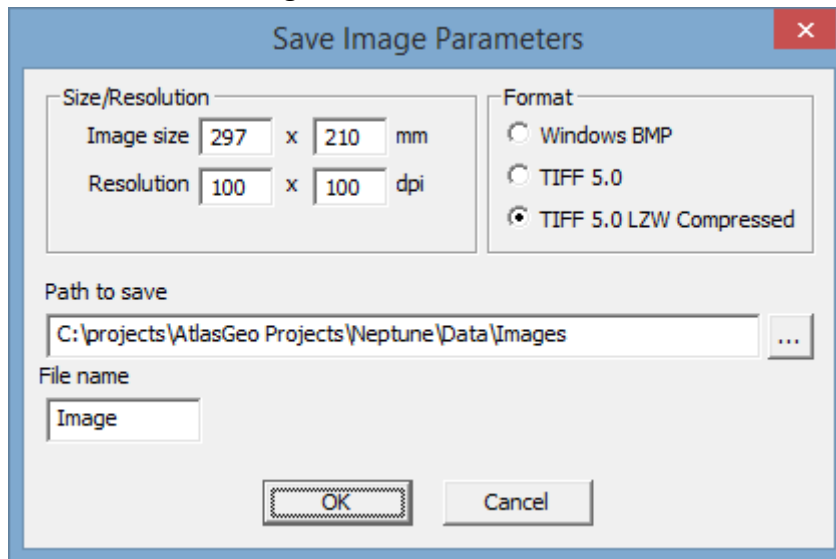 Save Image Parameters
×
Size/Resolution
Image size 297 x 210 mm
Resolution 100 x 100 dpi
Format
Windows BMP
TIFF 5.0
TIFF 5.0 LZW Compressed
Path to save
C:\projects\AtlasGeo Projects\Neptune\Data\Images
...
File name
Image
OK
Cancel